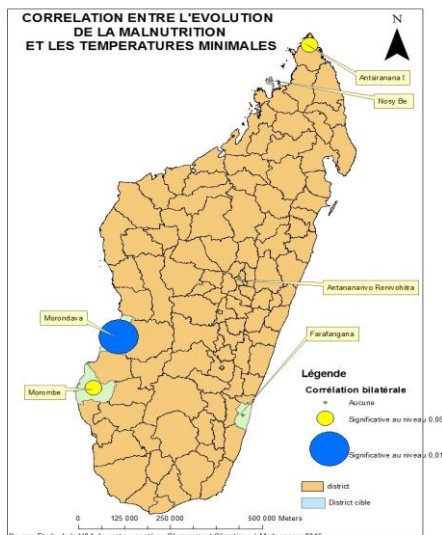 CORRELATION ENTRE L'EVOLUTION
DE LA MALNUTRITION
ET LES TEMPERATURES MINIMALES
N
Antsiranana I
Nosy Be
Antananarivo Renivohitra
Morondava
Farafangana
Morombe
Légende
Corrélation bilatérale
Aucune
Significative au niveau 0,05
Significative au niveau 0,01
district
District cible
0 125 000 250 000 500 000 Meters